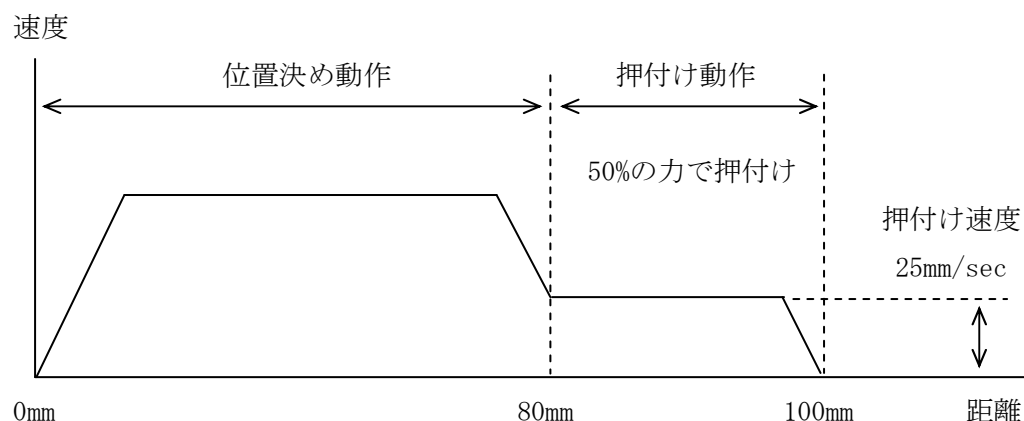 速度
位置決め動作
押付け動作
50%の力で押付け
押付け速度
25mm/sec
0mm
80mm
100mm
距離